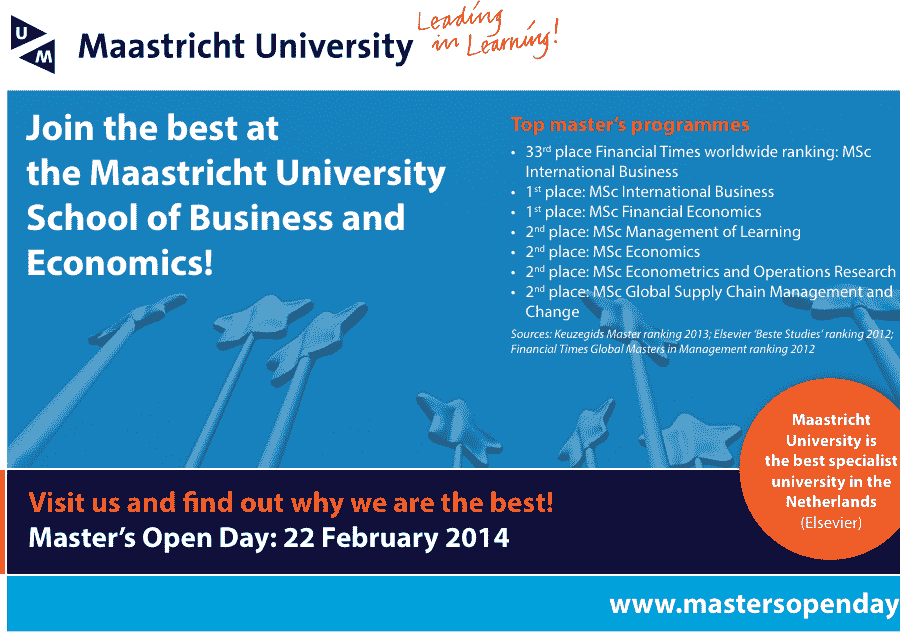 UM
Maastricht University
Leading
in Learning!
Join the best at
the Maastricht University
School of Business and
Economics!
Top master's programmes
• 33rd place Financial Times worldwide ranking: MSc
International Business
• 1st place: MSc International Business
• 1st place: MSc Financial Economics
• 2nd place: MSc Management of Learning
• 2nd place: MSc Economics
• 2nd place: MSc Econometrics and Operations Research
• 2nd place: MSc Global Supply Chain Management and
Change
Sources: Keuzegids Master ranking 2013; Elsevier 'Beste Studies' ranking 2012;
Financial Times Global Masters in Management ranking 2012
Maastricht
University is
the best specialist
university in the
Netherlands
(Elsevier)
Visit us and find out why we are the best!
Master's Open Day: 22 February 2014
www.mastersopenday